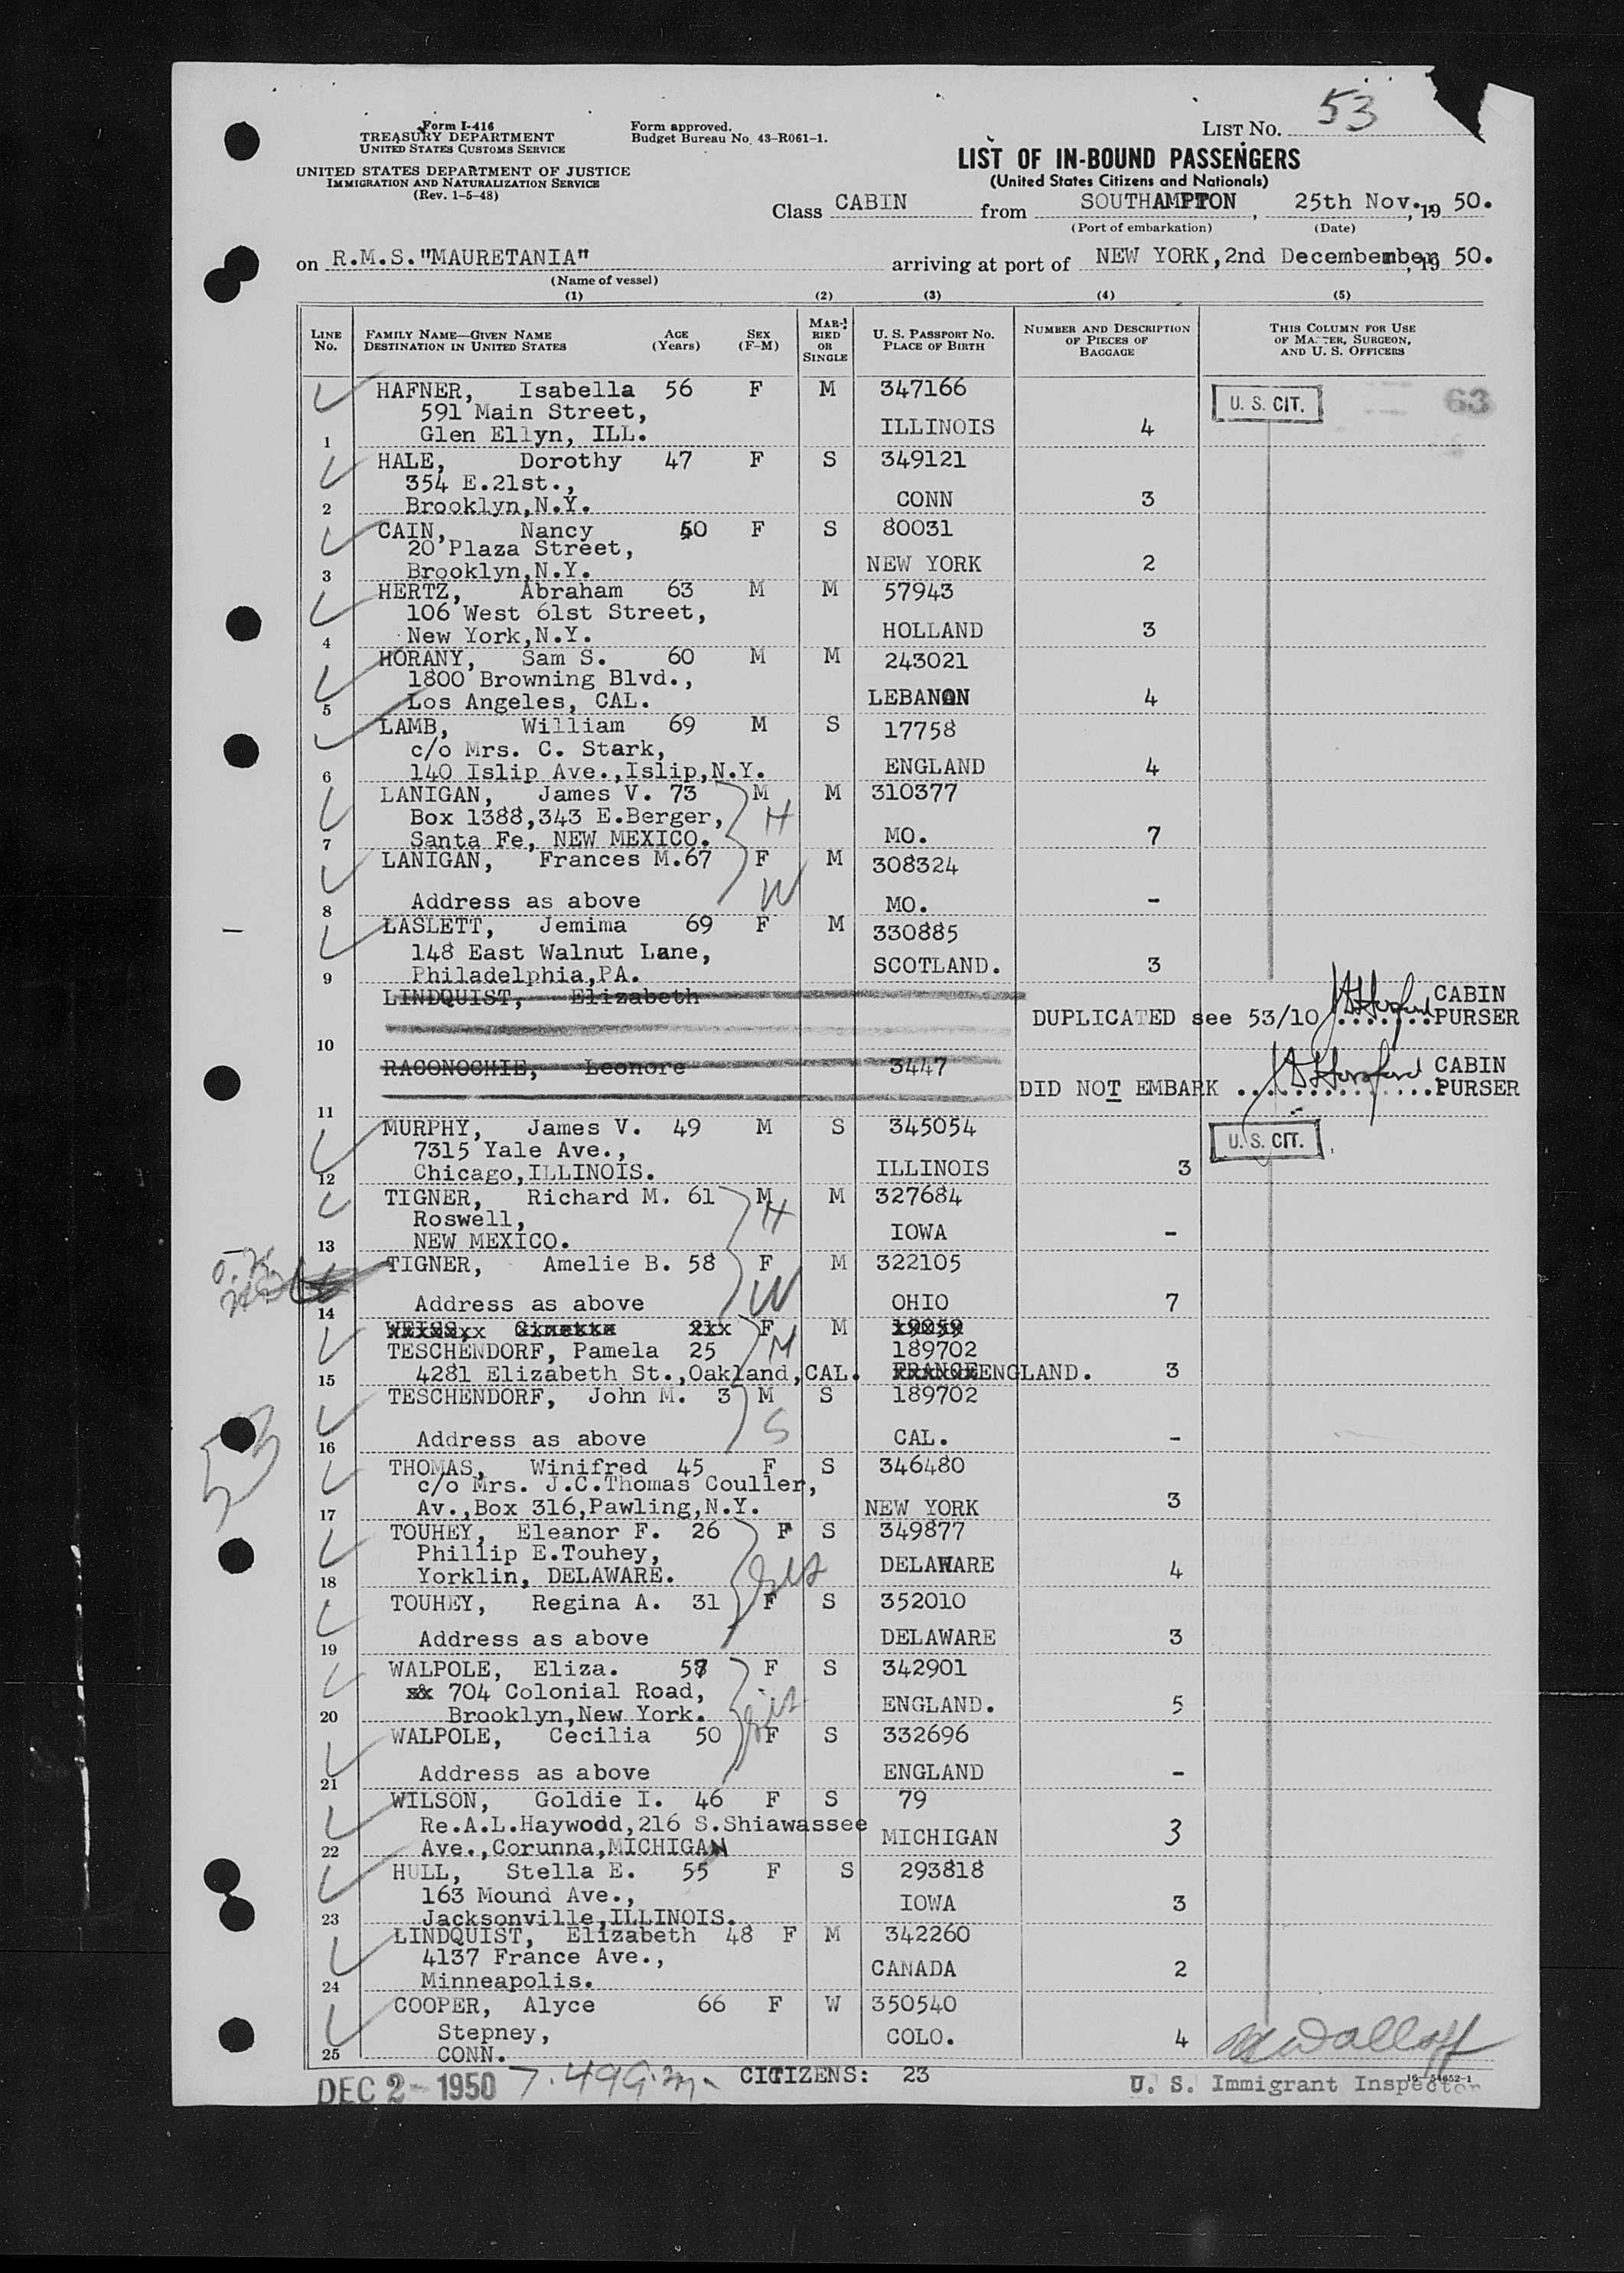 53
Form I-416
TREASURY DEPARTMENT
UNITED STATES CUSTOMS SERVICE
Form approved.
Budget Bureau No. 43-R061-1.
LIST NO.
UNITED STATES DEPARTMENT OF JUSTICE
IMMIGRATION AND NATURALIZATION SERVICE
(Rev. 1-5-48)
LIST OF IN-BOUND PASSENGERS
(United States Citizens and Nationals)
Class CABIN from SOUTHAMPTON, 25th Nov., 19 50.
(Port of embarkation) (Date)
on R.M.S."MAURETANIA" arriving at port of NEW YORK, 2nd December, 19 50.
(Name of vessel)
(1) (2) (3) (4) (5)
LINE No. FAMILY NAME—GIVEN NAME DESTINATION IN UNITED STATES AGE (Years) SEX (F-M) MARRIED OR SINGLE U. S. PASSPORT NO. PLACE OF BIRTH NUMBER AND DESCRIPTION OF PIECES OF BAGGAGE THIS COLUMN FOR USE OF MASTER, SURGEON, AND U. S. OFFICERS
HAFNER, Isabella 56 F M 347166 U. S. CIT. 63
591 Main Street,
1 Glen Ellyn, ILL. ILLINOIS 4
HALE, Dorothy 47 F S 349121
354 E.21st.,
2 Brooklyn,N.Y. CONN 3
CAIN, Nancy 50 F S 80031
20 Plaza Street,
3 Brooklyn,N.Y. NEW YORK 2
HERTZ, Abraham 63 M M 57943
106 West 61st Street,
4 New York,N.Y. HOLLAND 3
HORANY, Sam S. 60 M M 243021
1800 Browning Blvd.,
5 Los Angeles, CAL. LEBANON 4
LAMB, William 69 M S 17758
c/o Mrs. C. Stark,
6 140 Islip Ave.,Islip,N.Y. ENGLAND 4
LANIGAN, James V. 73 M M 310377
Box 1388,343 E.Berger, H
7 Santa Fe, NEW MEXICO. MO. 7
LANIGAN, Frances M.67 F M 308324
W
8 Address as above MO. -
LASLETT, Jemima 69 F M 330885
148 East Walnut Lane,
9 Philadelphia,PA. SCOTLAND. 3
LINDQUIST, Elizabeth CABIN
10 DUPLICATED see 53/10 ........PURSER
RACONOCHIE, Leonore 3447 CABIN
11 DID NOT EMBARK ..............PURSER
MURPHY, James V. 49 M S 345054 U. S. CIT.
7315 Yale Ave.,
12 Chicago,ILLINOIS. ILLINOIS 3
TIGNER, Richard M. 61 M M 327684
Roswell, H
13 NEW MEXICO. IOWA -
O.K.
TIGNER, Amelie B. 58 F M 322105
W
14 Address as above OHIO 7
WEISS, Ginette 21 F M 19059
TESCHENDORF, Pamela 25 M 189702
15 4281 Elizabeth St.,Oakland,CAL. FRANCE ENGLAND. 3
TESCHENDORF, John M. 3 M S 189702
S
16 Address as above CAL. -
53
THOMAS, Winifred 45 F S 346480
c/o Mrs. J.C.Thomas Couller,
17 Av.,Box 316,Pawling,N.Y. NEW YORK 3
TOUHEY, Eleanor F. 26 F S 349877
Phillip E.Touhey,
18 Yorklin, DELAWARE. DELAWARE 4
TOUHEY, Regina A. 31 F S 352010
19 Address as above DELAWARE 3
WALPOLE, Eliza. 57 F S 342901
704 Colonial Road,
20 Brooklyn,New York. ENGLAND. 5
WALPOLE, Cecilia 50 F S 332696
21 Address as above ENGLAND -
WILSON, Goldie I. 46 F S 79
Re.A.L.Haywodd,216 S.Shiawassee
22 Ave.,Corunna,MICHIGAN MICHIGAN 3
HULL, Stella E. 55 F S 293818
163 Mound Ave.,
23 Jacksonville,ILLINOIS. IOWA 3
LINDQUIST, Elizabeth 48 F M 342260
4137 France Ave.,
24 Minneapolis. CANADA 2
COOPER, Alyce 66 F W 350540
Stepney,
25 CONN. COLO. 4
DEC 2- 1950 7.49 a.m. CITIZENS: 23
U. S. Immigrant Inspector